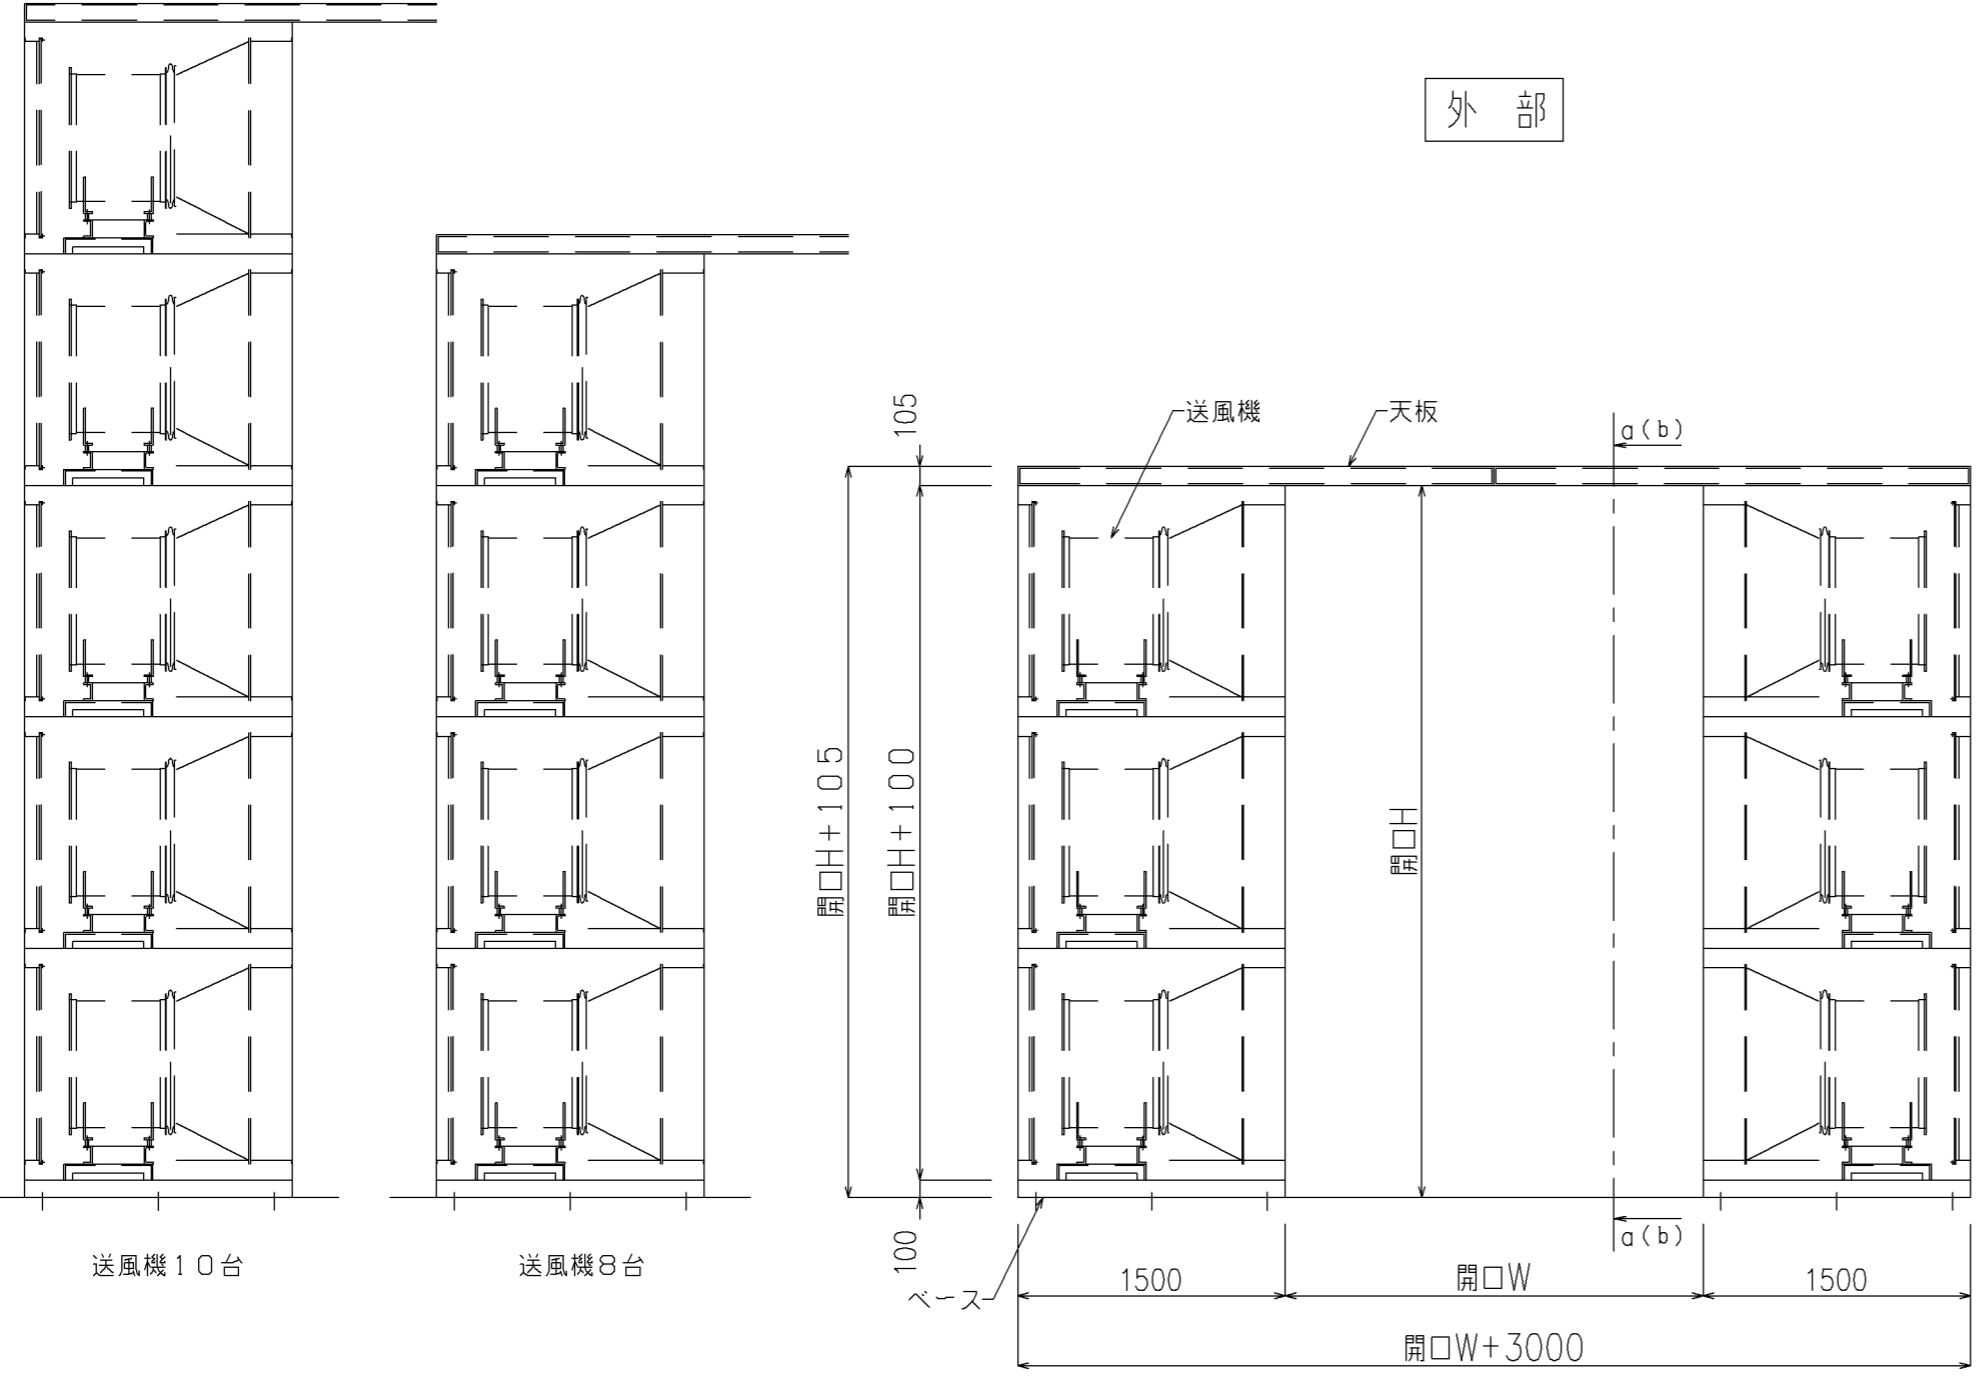 外 部
105
送風機
天板
a(b)
開口H+105
開口H+100
開口H
100
a(b)
送風機10台
送風機8台
ベース
1500
開口W
1500
開口W+3000